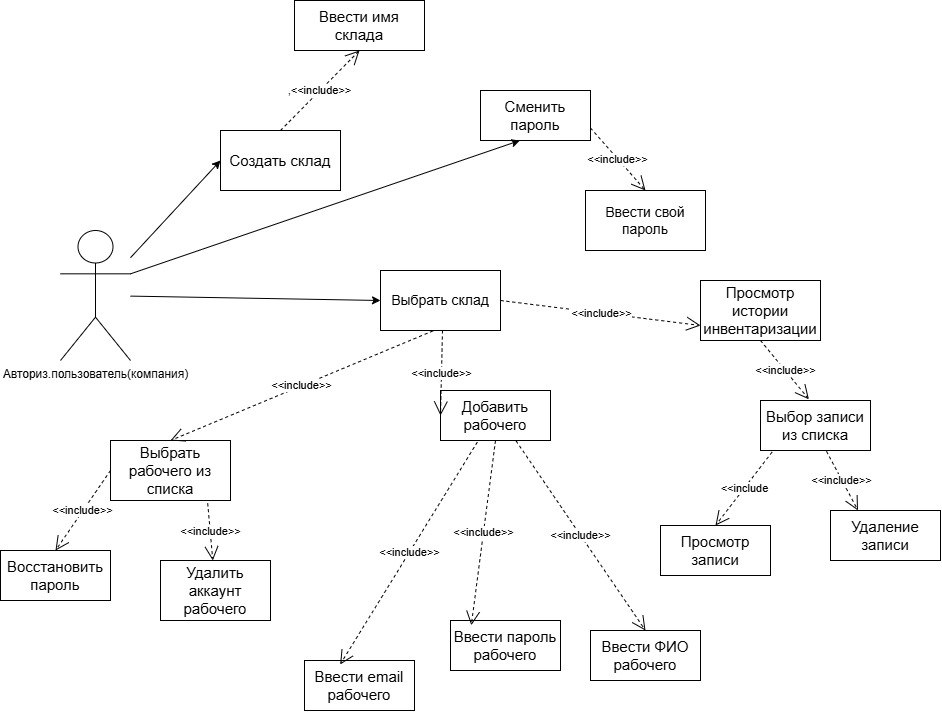 Ввести имя
склада
,<<include>>
Создать склад
Сменить
пароль
<<include>>
Ввести свой
пароль
Авториз.пользователь(компания)
Выбрать склад
<<include>>
Просмотр
истории
инвентаризации
<<include>>
Выбор записи
из списка
<<include
Просмотр
записи
<<include>>
Удаление
записи
<<include>>
Выбрать
рабочего из
списка
<<include>>
Восстановить
пароль
<<include>>
Удалить
аккаунт
рабочего
<<include>>
Добавить
рабочего
<<include>>
Ввести email
рабочего
<<include>>
Ввести пароль
рабочего
<<include>>
Ввести ФИО
рабочего